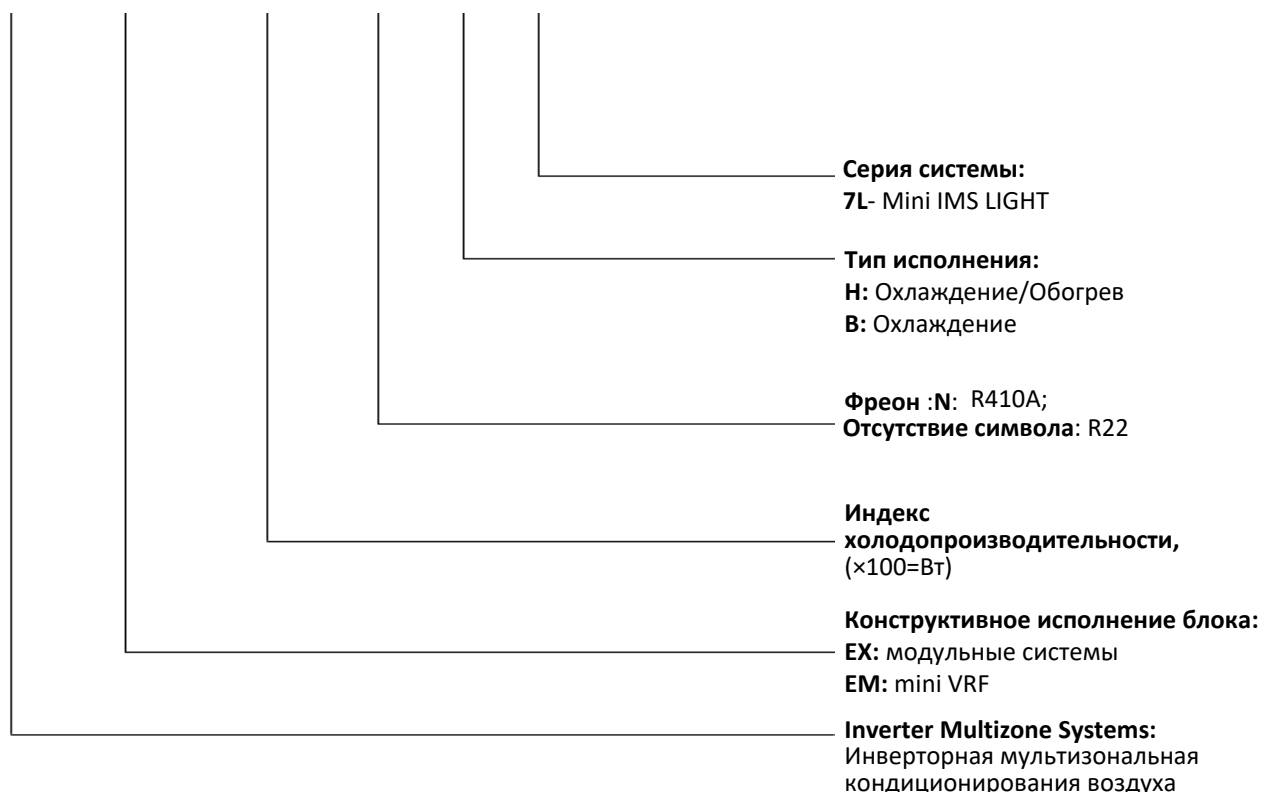 Серия системы:
7L- Mini IMS LIGHT
Тип исполнения:
H: Охлаждение/Обогрев
B: Охлаждение
Фреон :N: R410A;
Отсутствие символа: R22
Индекс
холодопроизводительности,
(×100=Вт)
Конструктивное исполнение блока:
EX: модульные системы
EM: mini VRF
Inverter Multizone Systems:
Инверторная мультизональная
кондиционирования воздуха